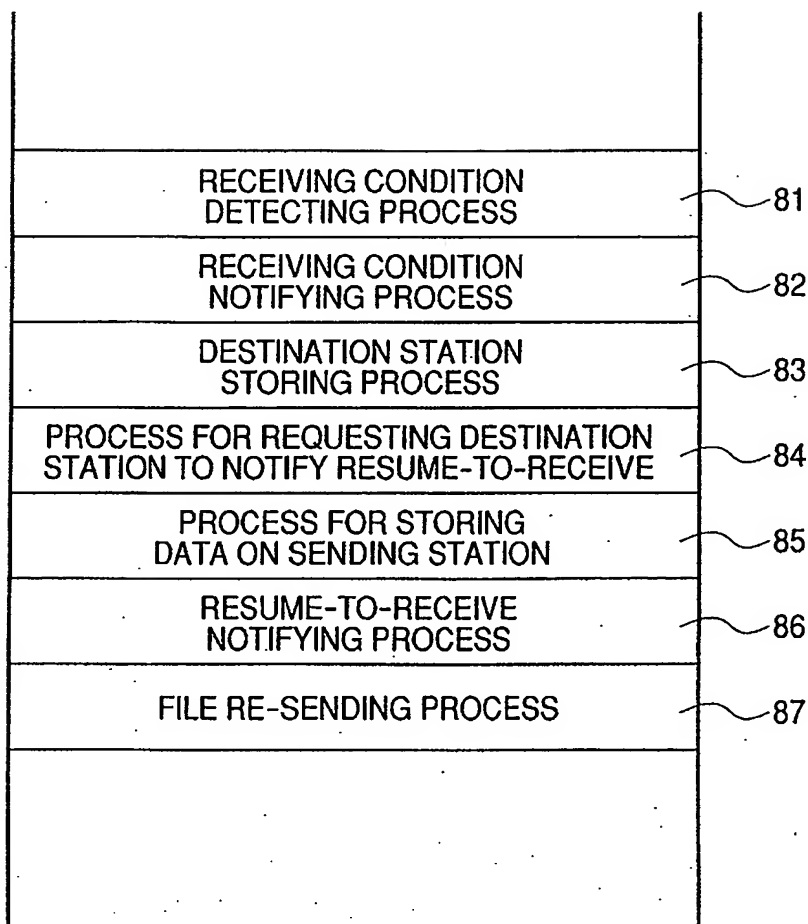 RECEIVING CONDITION
DETECTING PROCESS
81
RECEIVING CONDITION
NOTIFYING PROCESS
82
DESTINATION STATION
STORING PROCESS
83
PROCESS FOR REQUESTING DESTINATION
STATION TO NOTIFY RESUME-TO-RECEIVE
84
PROCESS FOR STORING
DATA ON SENDING STATION
85
RESUME-TO-RECEIVE
NOTIFYING PROCESS
86
FILE RE-SENDING PROCESS
87